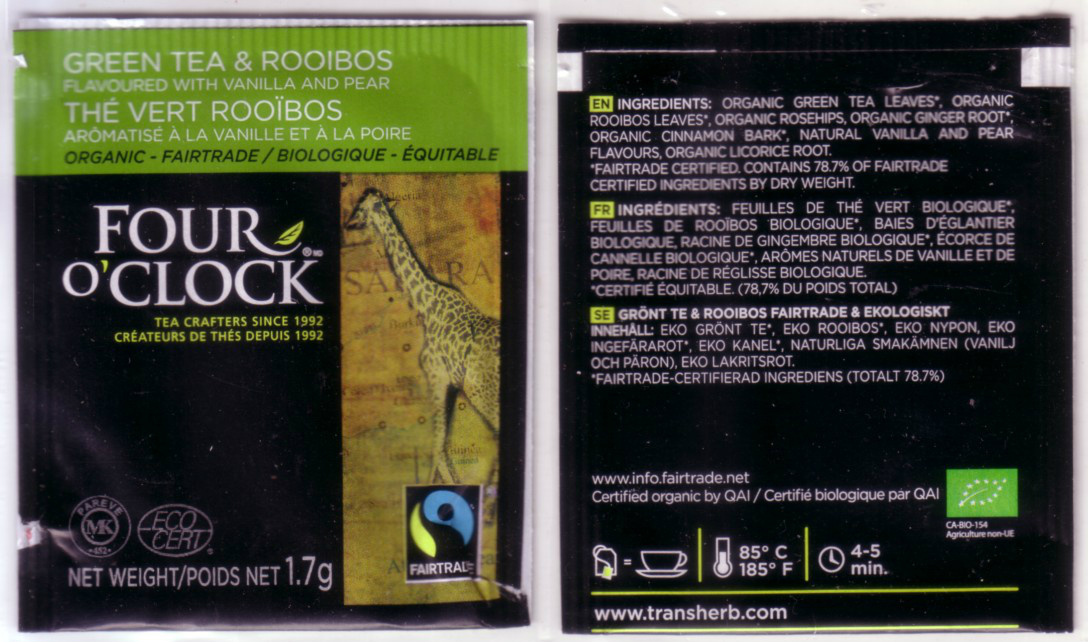 GREEN TEA & ROOIBOS
FLAVOURED WITH VANILLA AND PEAR
THÉ VERT ROOÏBOS
ARÔMATISÉ À LA VANILLE ET À LA POIRE
ORGANIC - FAIRTRADE / BIOLOGIQUE - ÉQUITABLE
FOUR
O'CLOCK
®/MD
TEA CRAFTERS SINCE 1992
CRÉATEURS DE THÉS DEPUIS 1992
PAREVE
MK
ECO
CERT
FAIRTRADE
NET WEIGHT/POIDS NET 1.7g
EN INGREDIENTS: ORGANIC GREEN TEA LEAVES*, ORGANIC
ROOIBOS LEAVES*, ORGANIC ROSEHIPS, ORGANIC GINGER ROOT*,
ORGANIC CINNAMON BARK*, NATURAL VANILLA AND PEAR
FLAVOURS, ORGANIC LICORICE ROOT.
*FAIRTRADE CERTIFIED. CONTAINS 78.7% OF FAIRTRADE
CERTIFIED INGREDIENTS BY DRY WEIGHT.
FR INGRÉDIENTS: FEUILLES DE THÉ VERT BIOLOGIQUE*,
FEUILLES DE ROOÏBOS BIOLOGIQUE*, BAIES D'ÉGLANTIER
BIOLOGIQUE, RACINE DE GINGEMBRE BIOLOGIQUE*, ÉCORCE DE
CANNELLE BIOLOGIQUE*, ARÔMES NATURELS DE VANILLE ET DE
POIRE, RACINE DE RÉGLISSE BIOLOGIQUE.
*CERTIFIÉ ÉQUITABLE. (78,7% DU POIDS TOTAL)
SE GRÖNT TE & ROOIBOS FAIRTRADE & EKOLOGISKT
INNEHÅLL: EKO GRÖNT TE*, EKO ROOIBOS*, EKO NYPON, EKO
INGEFÄRAROT*, EKO KANEL*, NATURLIGA SMAKÄMNEN (VANILJ
OCH PÄRON), EKO LAKRITSROT.
*FAIRTRADE-CERTIFIERAD INGREDIENS (TOTALT 78.7%)
www.info.fairtrade.net
Certified organic by QAI / Certifié biologique par QAI
CA-BIO-154
Agriculture non-UE
=
85° C
185° F
4-5
min.
www.transherb.com